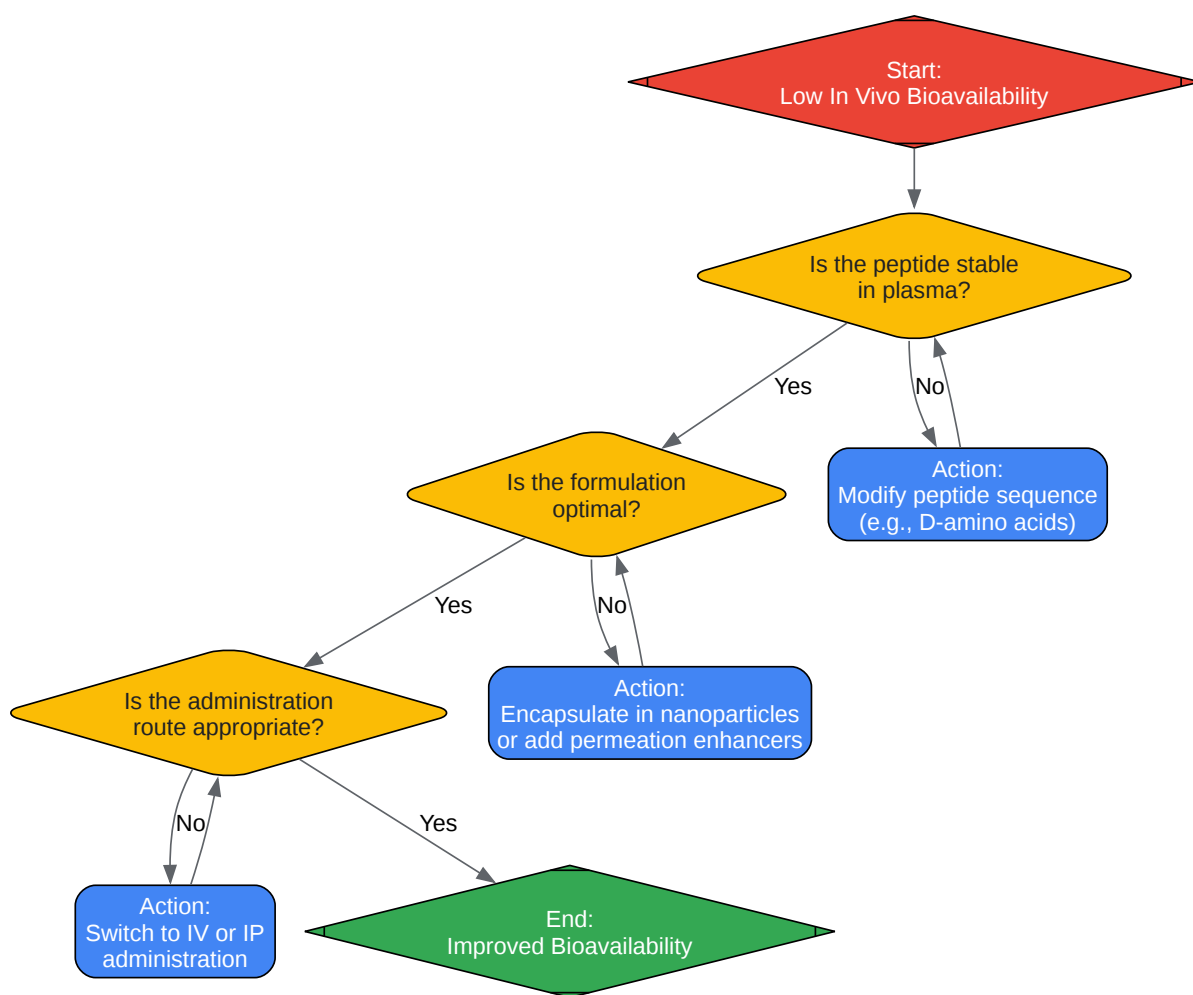 Start:
Low In Vivo Bioavailability
Is the peptide stable
in plasma?
Yes
No
Action:
Modify peptide sequence
(e.g., D-amino acids)
Is the formulation
optimal?
Yes
No
Action:
Encapsulate in nanoparticles
or add permeation enhancers
Is the administration
route appropriate?
No
Yes
Action:
Switch to IV or IP
administration
End:
Improved Bioavailability